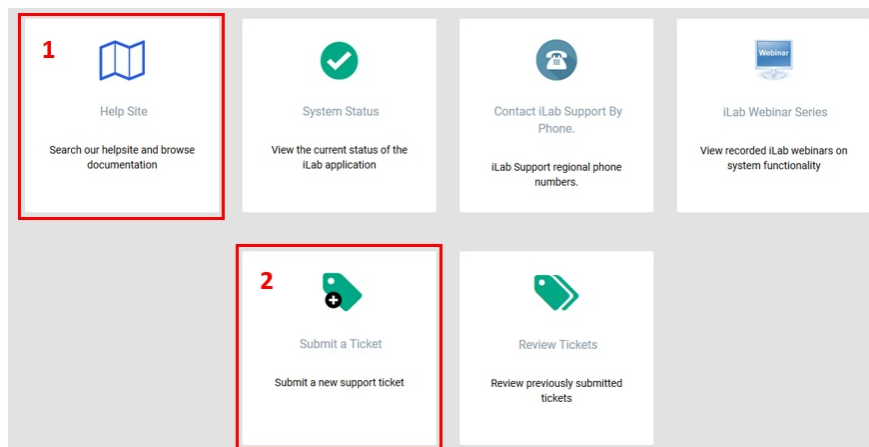 1
Help Site
Search our helpsite and browse
documentation
System Status
View the current status of the
iLab application
Contact iLab Support By
Phone.
iLab Support regional phone
numbers.
Webinar
iLab Webinar Series
View recorded iLab webinars on
system functionality
2
Submit a Ticket
Submit a new support ticket
Review Tickets
Review previously submitted
tickets